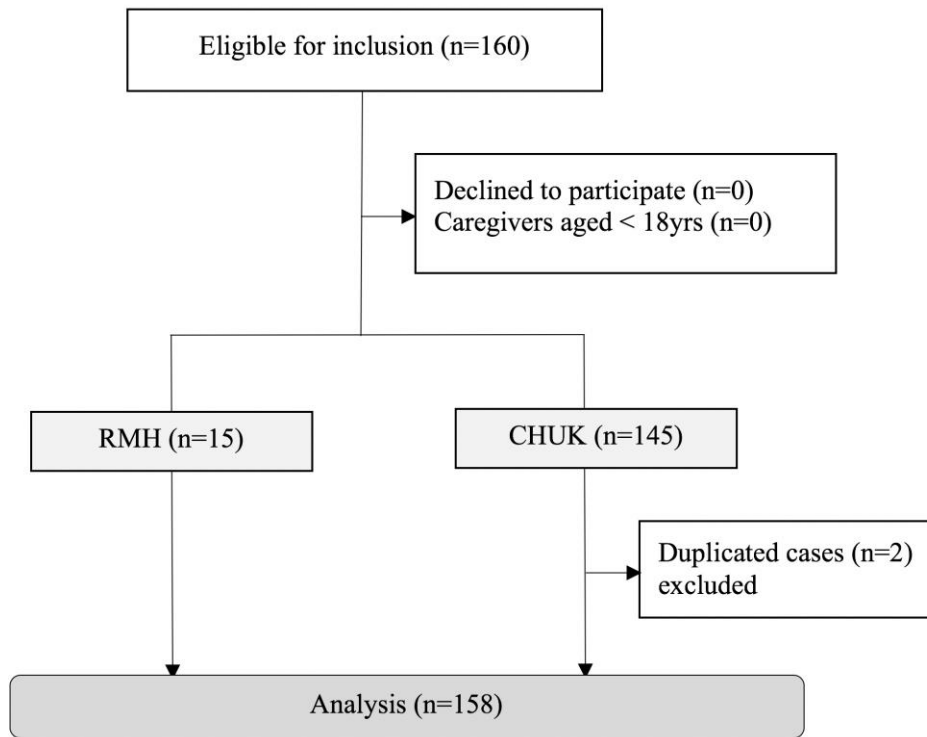 Eligible for inclusion (n=160)
Declined to participate (n=0)
Caregivers aged < 18yrs (n=0)
RMH (n=15)
CHUK (n=145)
Duplicated cases (n=2)
excluded
Analysis (n=158)